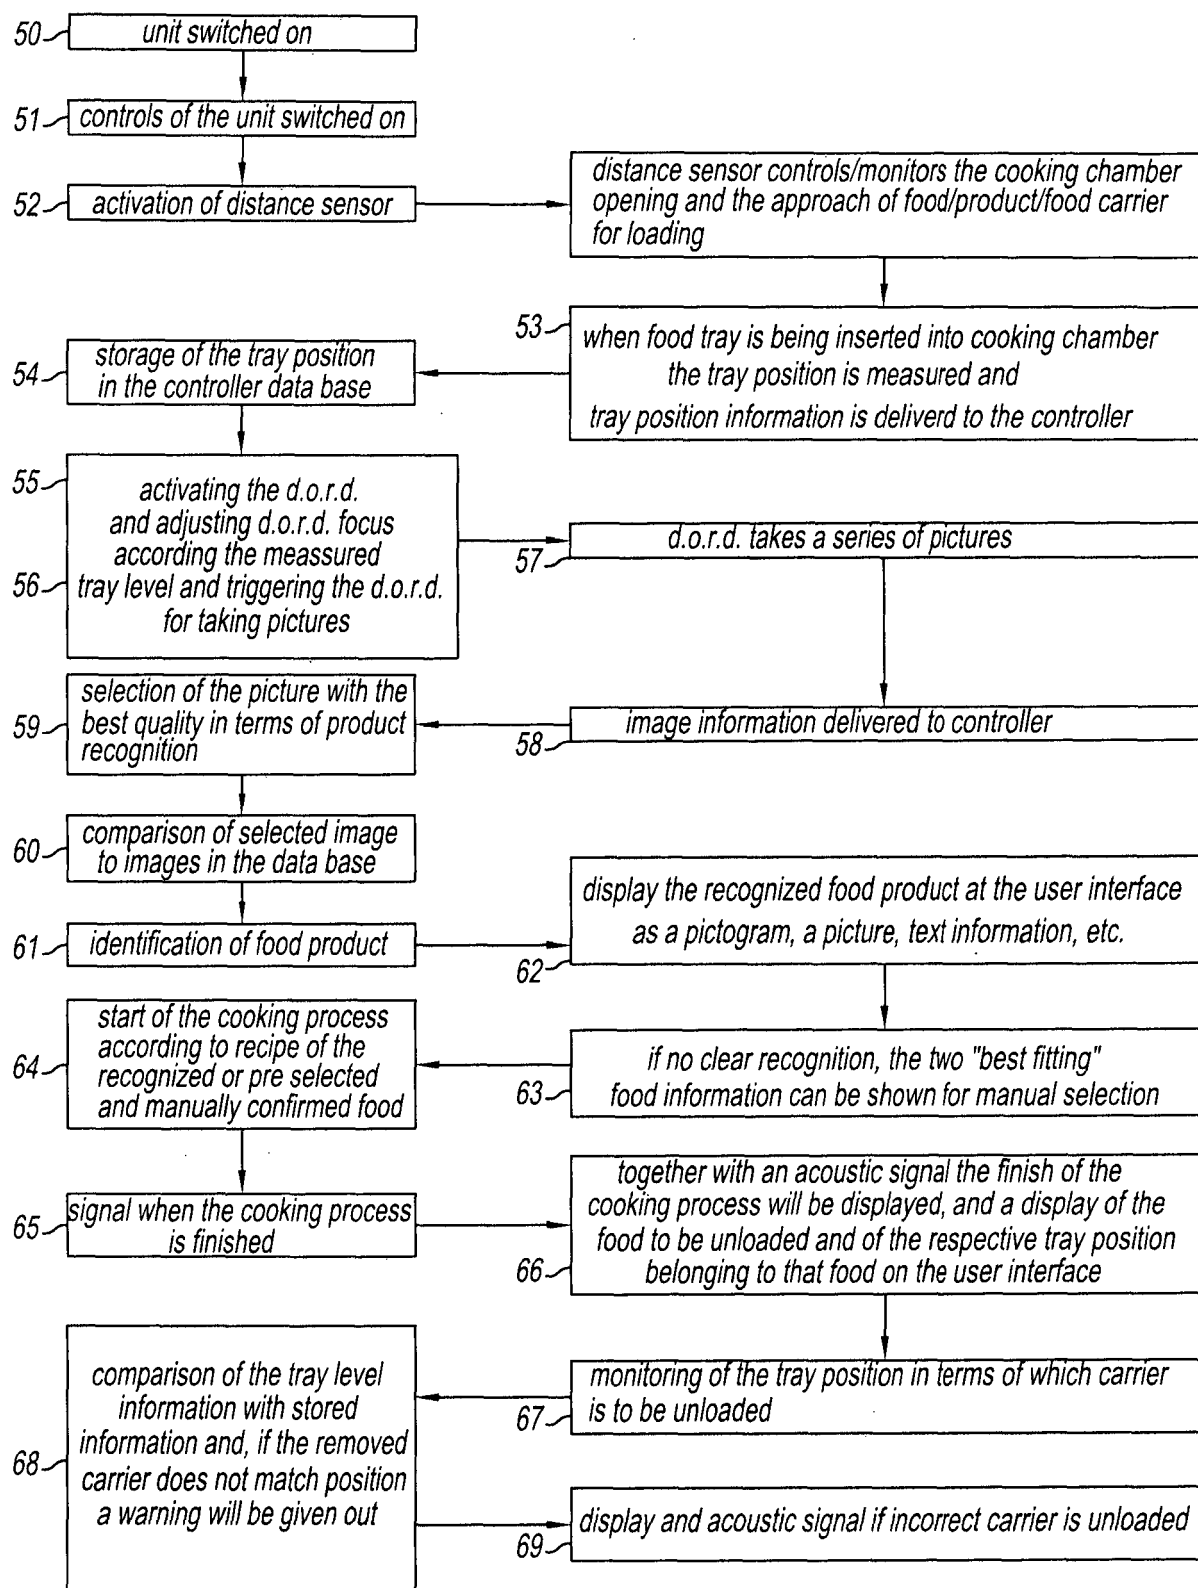 50
unit switched on
51
controls of the unit switched on
52
activation of distance sensor
distance sensor controls/monitors the cooking chamber
opening and the approach of food/product/food carrier
for loading
53
when food tray is being inserted into cooking chamber
the tray position is measured and
tray position information is deliverd to the controller
54
storage of the tray position
in the controller data base
55
56
activating the d.o.r.d.
and adjusting d.o.r.d. focus
according the meassured
tray level and triggering the d.o.r.d.
for taking pictures
57
d.o.r.d. takes a series of pictures
58
image information delivered to controller
59
selection of the picture with the
best quality in terms of product
recognition
60
comparison of selected image
to images in the data base
61
identification of food product
62
display the recognized food product at the user interface
as a pictogram, a picture, text information, etc.
63
if no clear recognition, the two "best fitting"
food information can be shown for manual selection
64
start of the cooking process
according to recipe of the
recognized or pre selected
and manually confirmed food
65
signal when the cooking process
is finished
66
together with an acoustic signal the finish of the
cooking process will be displayed, and a display of the
food to be unloaded and of the respective tray position
belonging to that food on the user interface
67
monitoring of the tray position in terms of which carrier
is to be unloaded
68
comparison of the tray level
information with stored
information and, if the removed
carrier does not match position
a warning will be given out
69
display and acoustic signal if incorrect carrier is unloaded